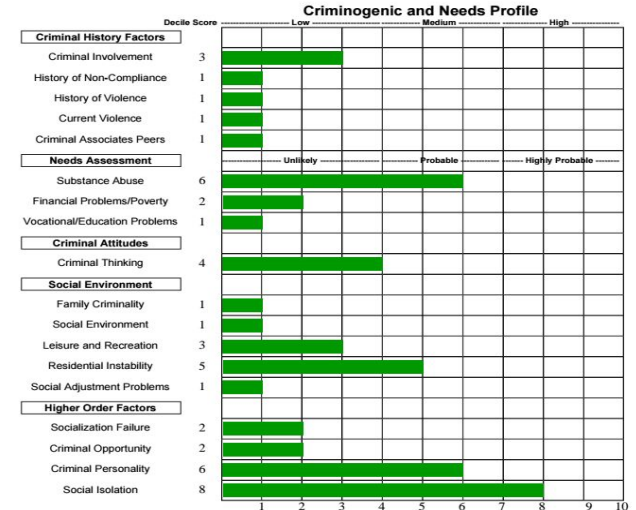 Criminogenic and Needs Profile
Decile Score Low Medium High
Criminal History Factors
Criminal Involvement 3
History of Non-Compliance 1
History of Violence 1
Current Violence 1
Criminal Associates Peers 1
Needs Assessment Unlikely Probable Highly Probable
Substance Abuse 6
Financial Problems/Poverty 2
Vocational/Education Problems 1
Criminal Attitudes
Criminal Thinking 4
Social Environment
Family Criminality 1
Social Environment 1
Leisure and Recreation 3
Residential Instability 5
Social Adjustment Problems 1
Higher Order Factors
Socialization Failure 2
Criminal Opportunity 2
Criminal Personality 6
Social Isolation 8
1 2 3 4 5 6 7 8 9 10